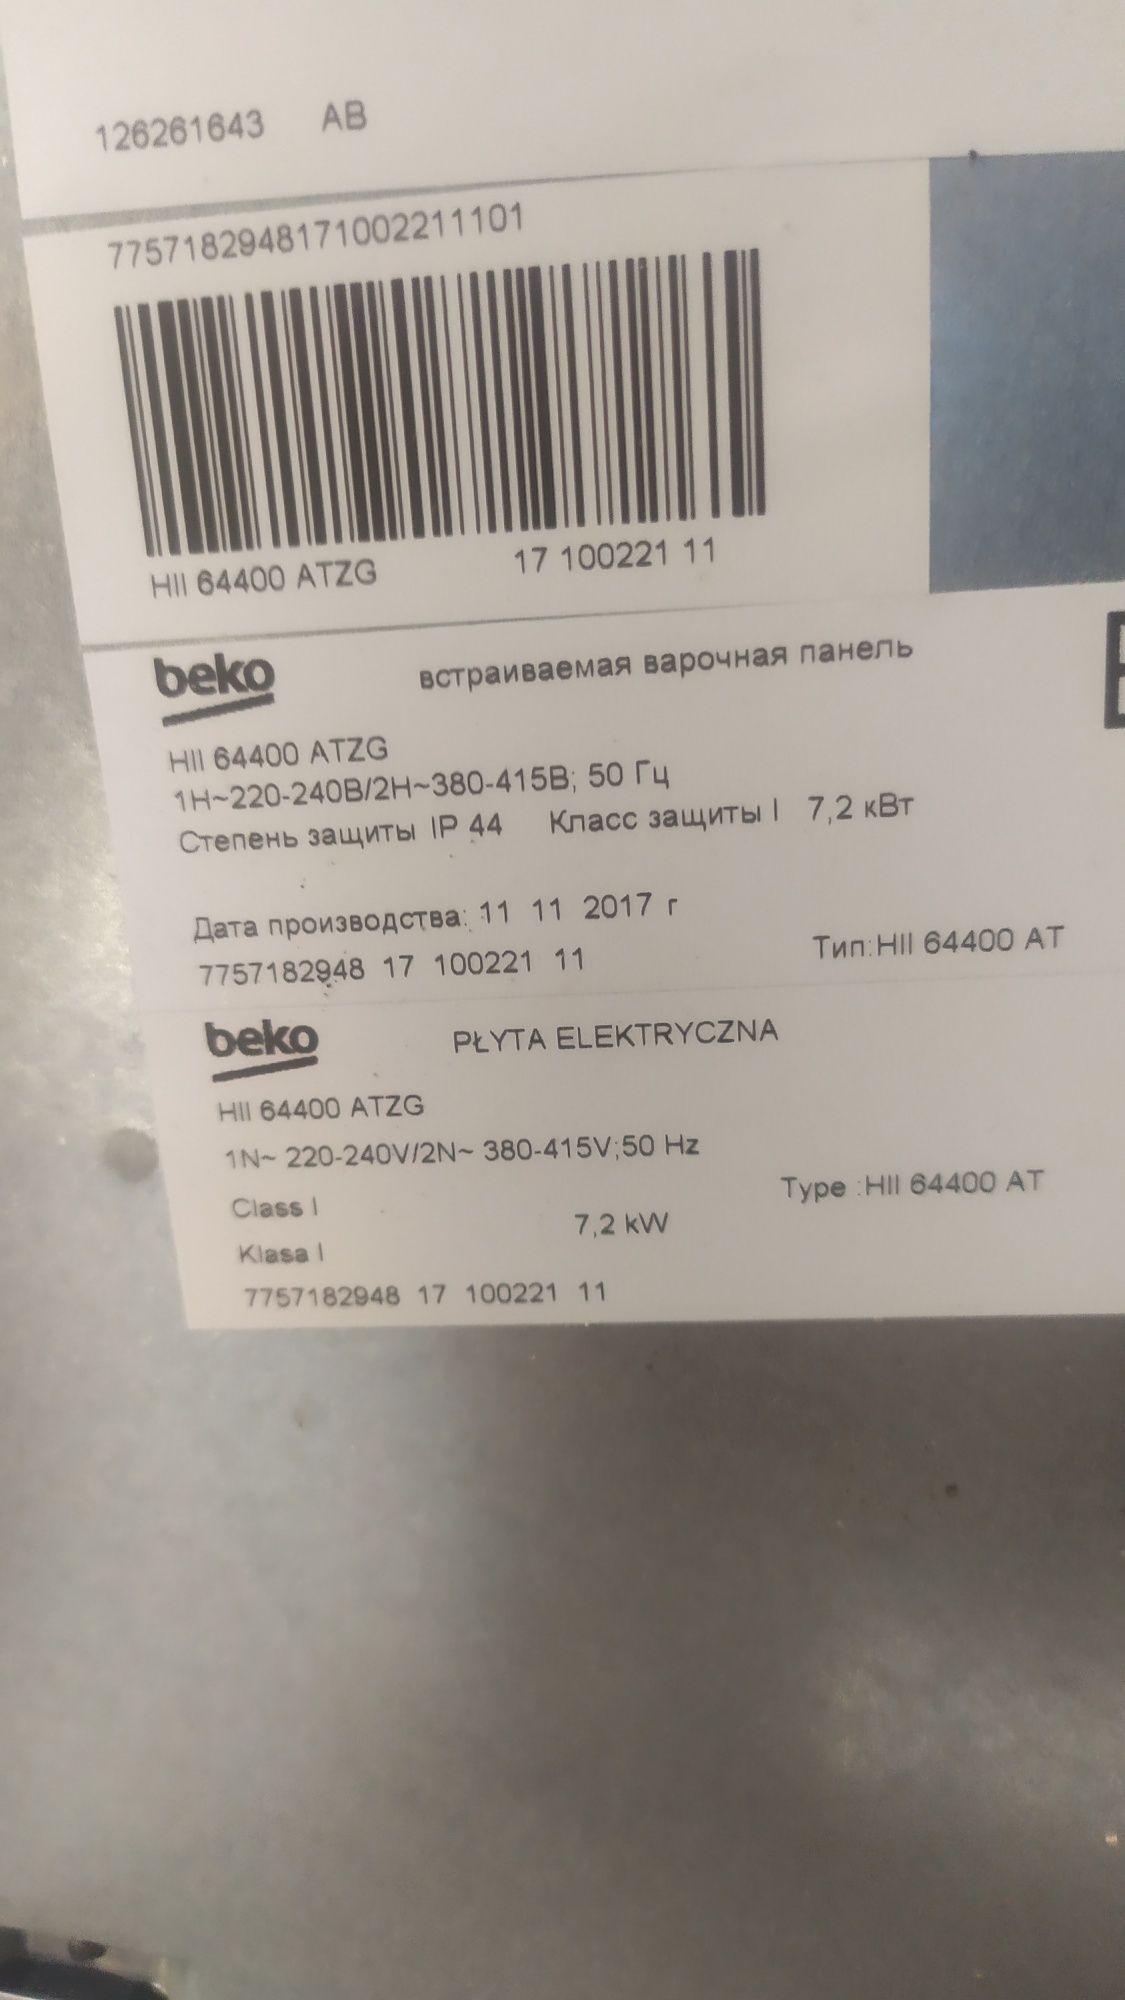 126261643 AB
7757182948171002211101
HII 64400 ATZG 17 100221 11
beko встраиваемая варочная панель
HII 64400 ATZG
1Н~220-240В/2Н~380-415В; 50 Гц
Степень защиты IP 44 Класс защиты I 7,2 кВт
Дата производства: 11 11 2017 г
7757182948 17 100221 11 Тип:HII 64400 AT
beko PŁYTA ELEKTRYCZNA
HII 64400 ATZG
1N~ 220-240V/2N~ 380-415V;50 Hz
Type :HII 64400 AT
Class I
7,2 kW
Klasa I
7757182948 17 100221 11